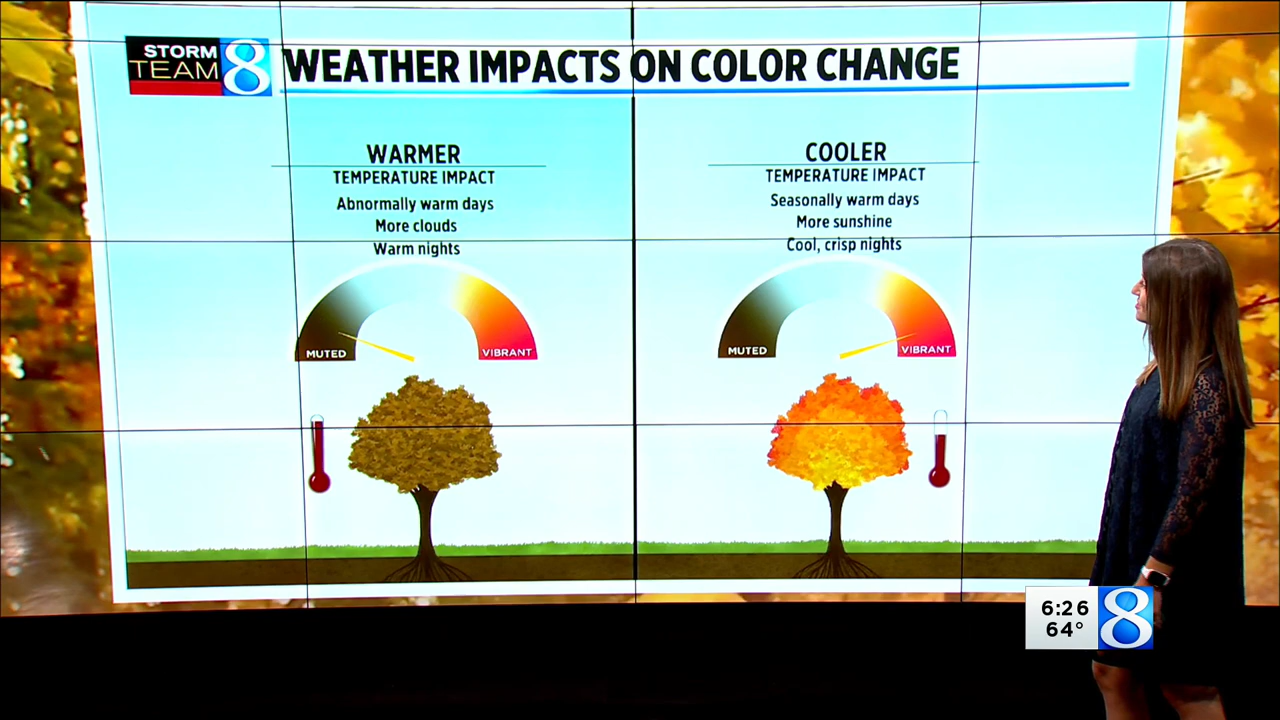 STORM
TEAM 8
WEATHER IMPACTS ON COLOR CHANGE
WARMER
TEMPERATURE IMPACT
Abnormally warm days
More clouds
Warm nights
MUTED
VIBRANT
COOLER
TEMPERATURE IMPACT
Seasonally warm days
More sunshine
Cool, crisp nights
MUTED
VIBRANT
6:26
64°
8